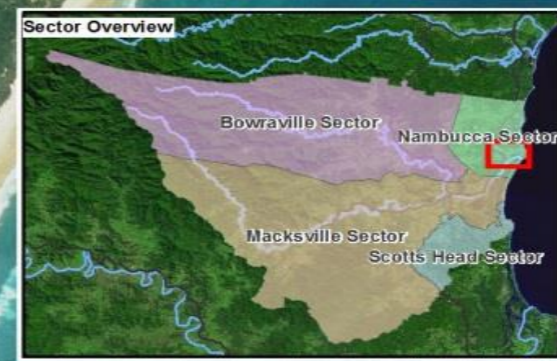 Sector Overview
Bowraville Sector
Nambucca Sector
Macksville Sector
Scotts Head Sector